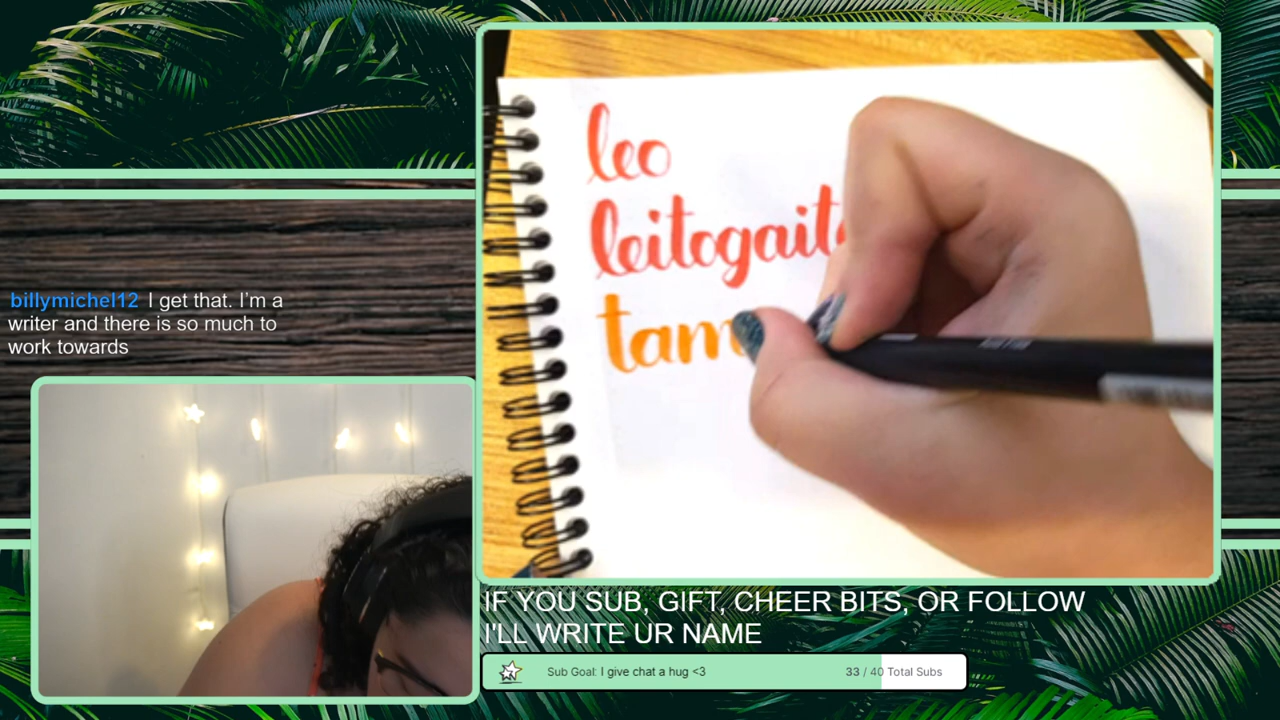 leo
leitogaito
tam
billymichel12 I get that. I'm a
writer and there is so much to
work towards
IF YOU SUB, GIFT, CHEER BITS, OR FOLLOW
I'LL WRITE UR NAME
Sub Goal: I give chat a hug <3 33 / 40 Total Subs